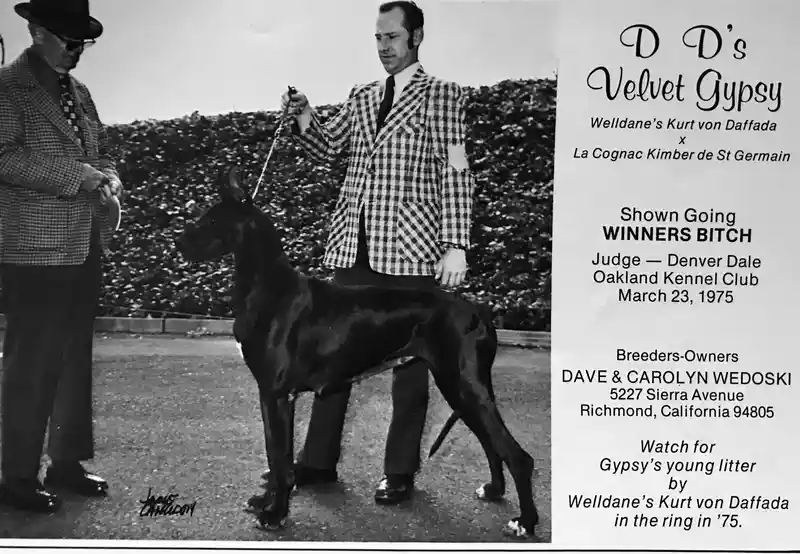 D D's
Velvet Gypsy
Welldane's Kurt von Daffada
x
La Cognac Kimber de St Germain
Shown Going
WINNERS BITCH
Judge — Denver Dale
Oakland Kennel Club
March 23, 1975
Breeders-Owners
DAVE & CAROLYN WEDOSKI
5227 Sierra Avenue
Richmond, California 94805
Watch for
Gypsy's young litter
by
Welldane's Kurt von Daffada
in the ring in '75.